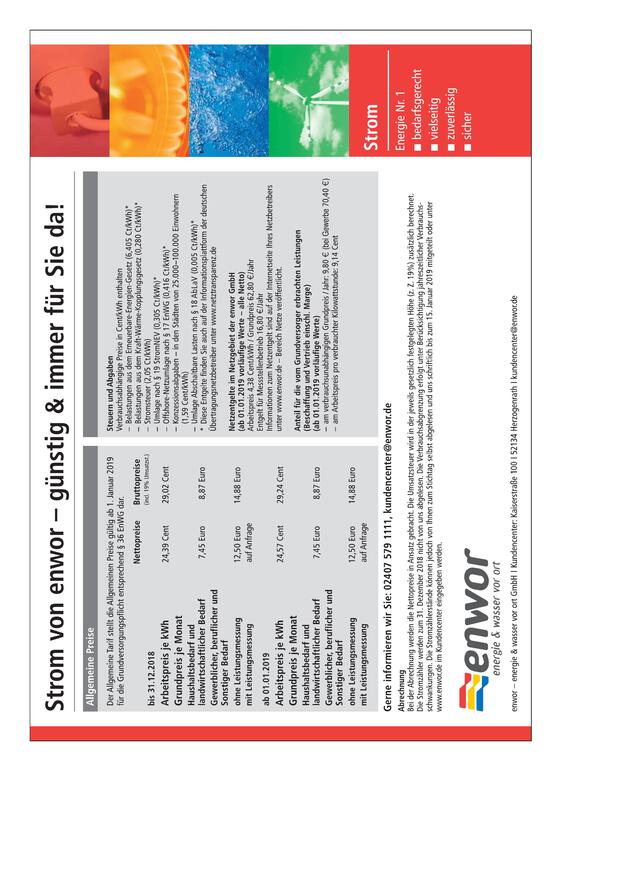 Strom von enwor – günstig & immer für Sie da!
Allgemeine Preise
Der Allgemeine Tarif stellt die Allgemeinen Preise gültig ab 1. Januar 2019
für die Grundversorgungspflicht entsprechend § 36 EnWG dar.
Nettopreise Bruttopreise
(incl. 19% Umsatzst.)
bis 31.12.2018
Arbeitspreis je kWh 24,39 Cent 29,02 Cent
Grundpreis je Monat
Haushaltsbedarf und
landwirtschaftlicher Bedarf 7,45 Euro 8,87 Euro
Gewerblicher, beruflicher und
Sonstiger Bedarf
ohne Leistungsmessung 12,50 Euro 14,88 Euro
mit Leistungsmessung auf Anfrage
ab 01.01.2019
Arbeitspreis je kWh 24,57 Cent 29,24 Cent
Grundpreis je Monat
Haushaltsbedarf und
landwirtschaftlicher Bedarf 7,45 Euro 8,87 Euro
Gewerblicher, beruflicher und
Sonstiger Bedarf
ohne Leistungsmessung 12,50 Euro 14,88 Euro
mit Leistungsmessung auf Anfrage
Steuern und Abgaben
Verbrauchsabhängige Preise in Cent/kWh enthalten
– Belastungen aus dem Erneuerbare-Energien-Gesetz (6,405 Ct/kWh)*
– Belastungen aus dem Kraft-Wärme-Kopplungsgesetz (0,280 Ct/kWh)*
– Stromsteuer (2,05 Ct/kWh)
– Umlage nach § 19 StromNEV (0,305 Ct/kWh)*
– Offshore-Netzumlage nach § 17 EnWG (0,416 Ct/kWh)*
– Konzessionsabgaben – in den Städten von 25.000–100.000 Einwohnern
(1,59 Cent/kWh)
– Umlage Abschaltbare Lasten nach § 18 AbLaV (0,005 Ct/kWh)*
* Diese Entgelte finden Sie auch auf der Informationsplattform der deutschen
Übertragungsnetzbetreiber unter www.netztransparenz.de
Netzentgelte im Netzgebiet der enwor GmbH
(ab 01.01.2019 vorläufige Werte – alle Netto)
Arbeitspreis 4,38 Cent/kWh / Grundpreis 62,80 €/Jahr
Entgelt für Messstellenbetrieb 16,80 €/Jahr
Informationen zum Netzentgelt sind auf der Internetseite Ihres Netzbetreibers
unter www.enwor.de – Bereich Netze veröffentlicht.
Anteil für die vom Grundversorger erbrachten Leistungen
(Beschaffung und Vertrieb einschl. Marge)
(ab 01.01.2019 vorläufige Werte)
– am verbrauchsunabhängigen Grundpreis / Jahr: 9,80 € (bei Gewerbe 70,40 €)
– am Arbeitspreis pro verbrauchter Kilowattstunde: 9,14 Cent
Gerne informieren wir Sie: 02407 579 1111, kundencenter@enwor.de
Abrechnung
Bei der Abrechnung werden die Nettopreise in Ansatz gebracht. Die Umsatzsteuer wird in der jeweils gesetzlich festgelegten Höhe (z. Z. 19%) zusätzlich berechnet.
Die Stromzähler werden zum 31. Dezember 2018 nicht von uns abgelesen. Die Verbrauchsabgrenzung erfolgt unter Berücksichtigung jahreszeitlicher Verbrauchs-
schwankungen. Die Stromzählerstände können jedoch von Ihnen zum Stichtag selbst abgelesen und uns schriftlich bis zum 15. Januar 2019 mitgeteilt oder unter
www.enwor.de im Kundencenter eingegeben werden.
enwor
energie & wasser vor ort
enwor – energie & wasser vor ort GmbH I Kundencenter: Kaiserstraße 100 I 52134 Herzogenrath I kundencenter@enwor.de
Strom
Energie Nr. 1
■ bedarfsgerecht
■ vielseitig
■ zuverlässig
■ sicher